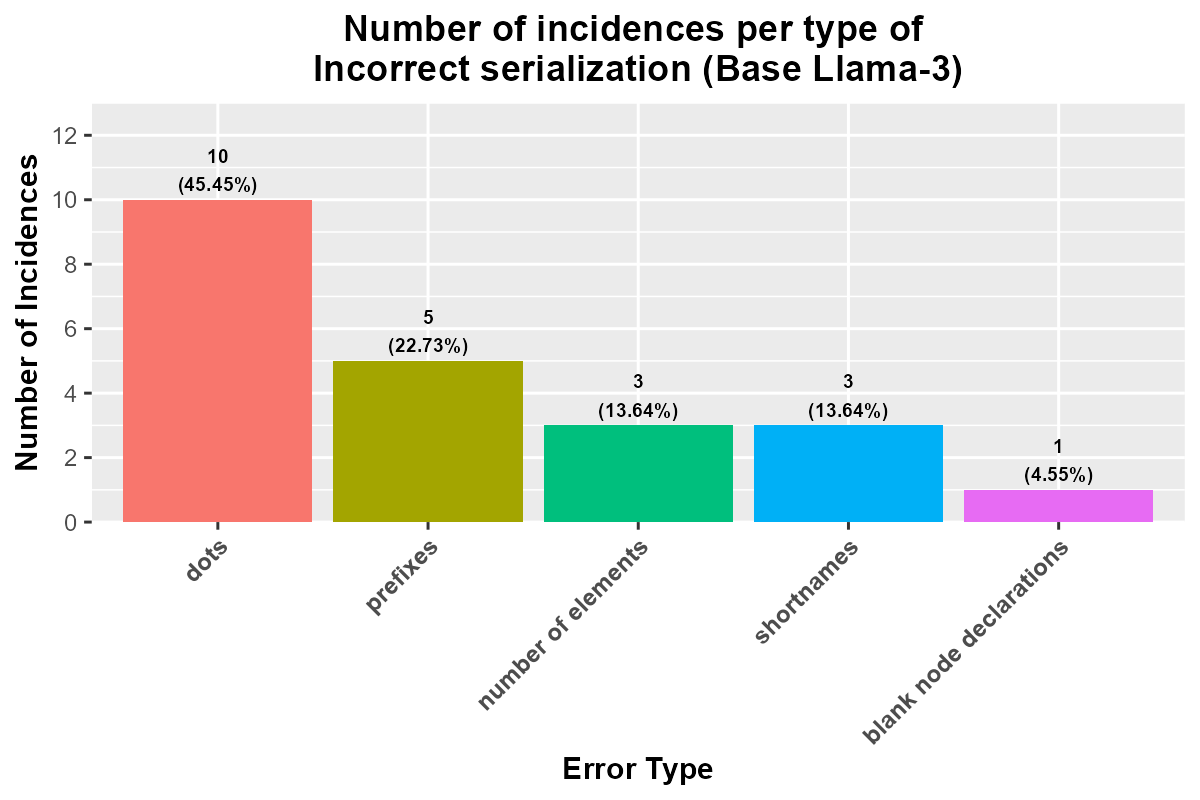 Number of incidences per type of
Incorrect serialization (Base Llama-3)
Number of Incidences
12
10
8
6
4
2
0
10
(45.45%)
5
(22.73%)
3
(13.64%)
3
(13.64%)
1
(4.55%)
dots
prefixes
number of elements
shortnames
blank node declarations
Error Type